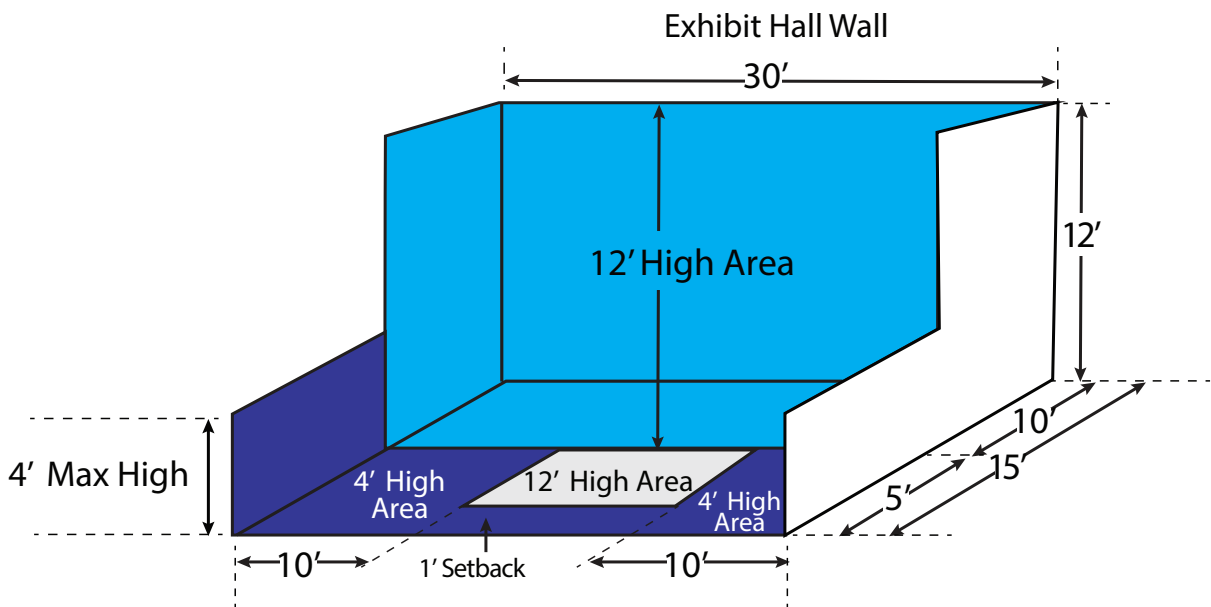 Exhibit Hall Wall
30’
12’ High Area
12’
4’ Max High
4’ High
Area
12’ High Area
4’ High
Area
10’
15’
5’
10’
1’ Setback
10’